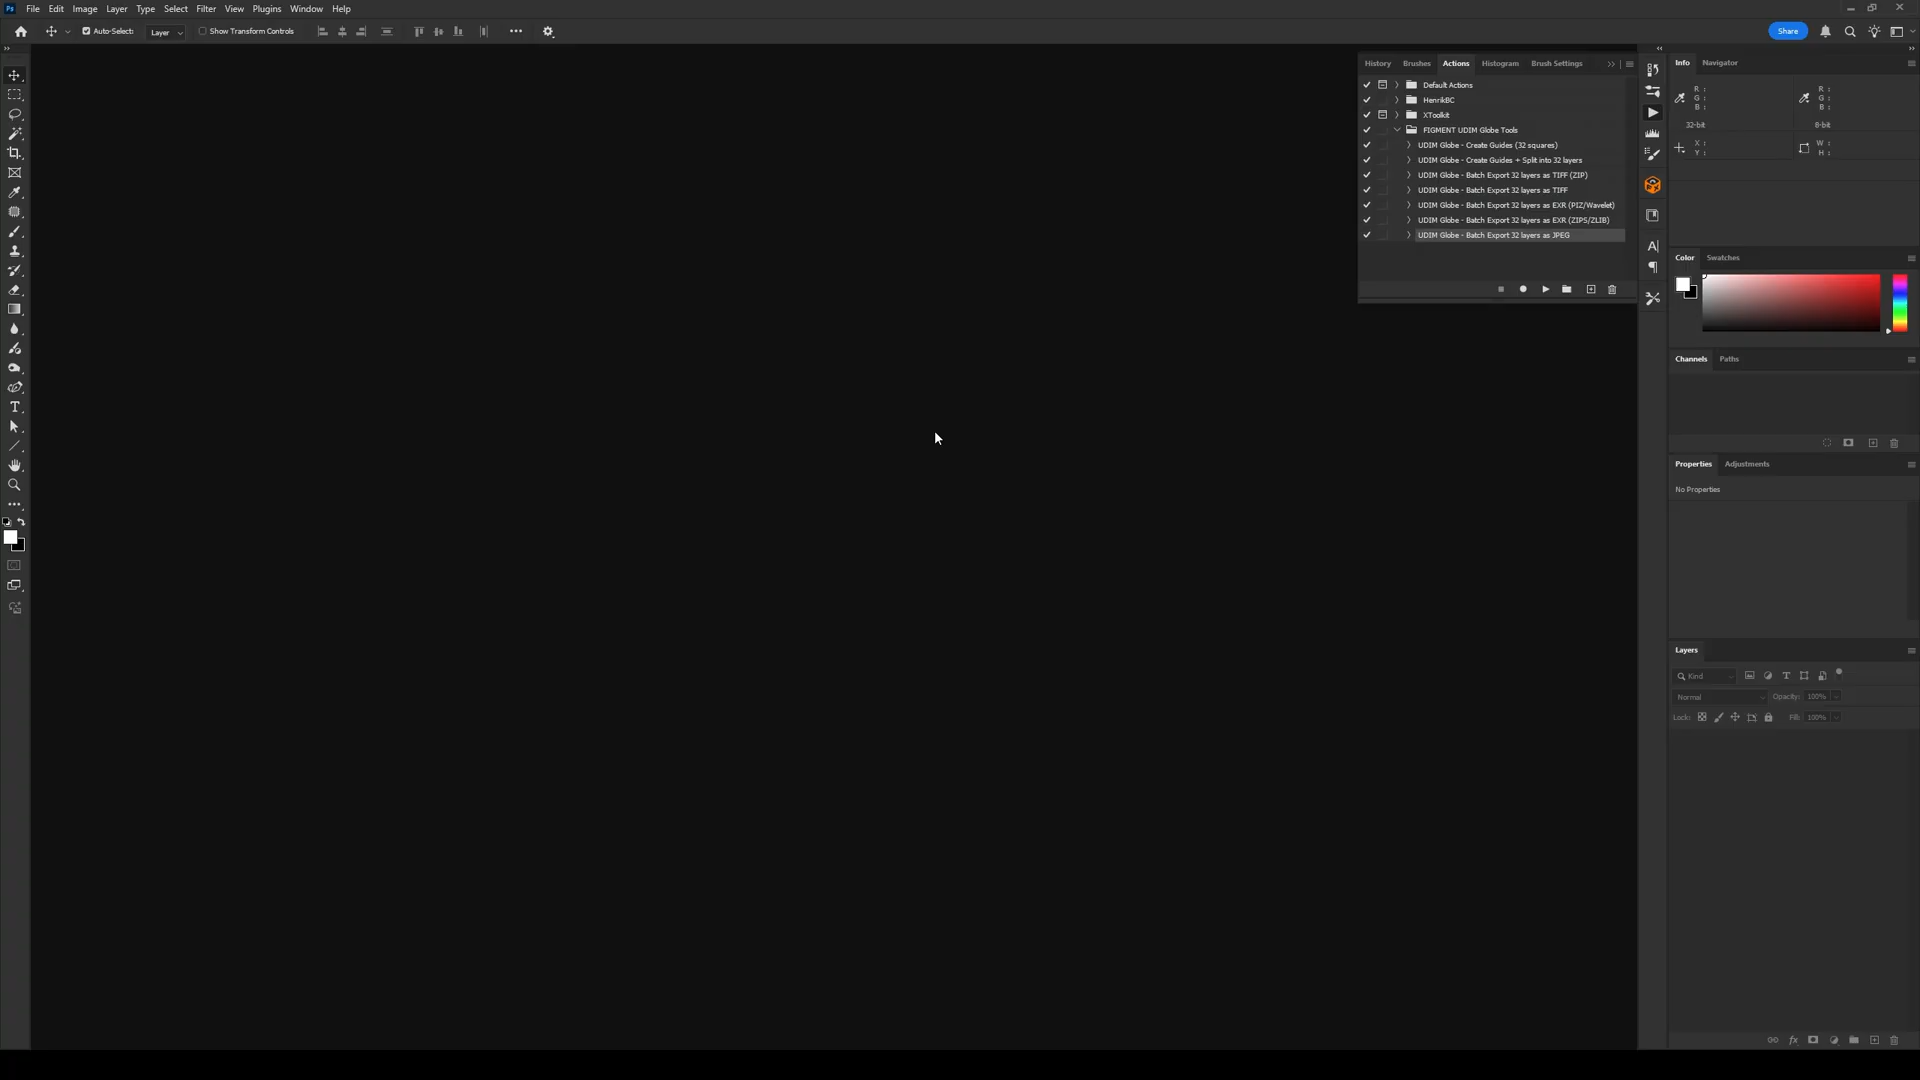 Ps File Edit Image Layer Type Select Filter View Plugins Window Help
Auto-Select: Layer Show Transform Controls Share
History Brushes Actions Histogram Brush Settings
Default Actions
HenrikBC
XToolkit
FIGMENT UDIM Globe Tools
UDIM Globe - Create Guides (32 squares)
UDIM Globe - Create Guides + Split into 32 layers
UDIM Globe - Batch Export 32 layers as TIFF (ZIP)
UDIM Globe - Batch Export 32 layers as TIFF
UDIM Globe - Batch Export 32 layers as EXR (PIZ/Wavelet)
UDIM Globe - Batch Export 32 layers as EXR (ZIPS/ZLIB)
UDIM Globe - Batch Export 32 layers as JPEG
Info Navigator
R : R :
G : G :
B : B :
32-bit 8-bit
X : W :
Y : H :
Color Swatches
Channels Paths
Properties Adjustments
No Properties
Layers
Kind
Normal Opacity: 100%
Lock: Fill: 100%